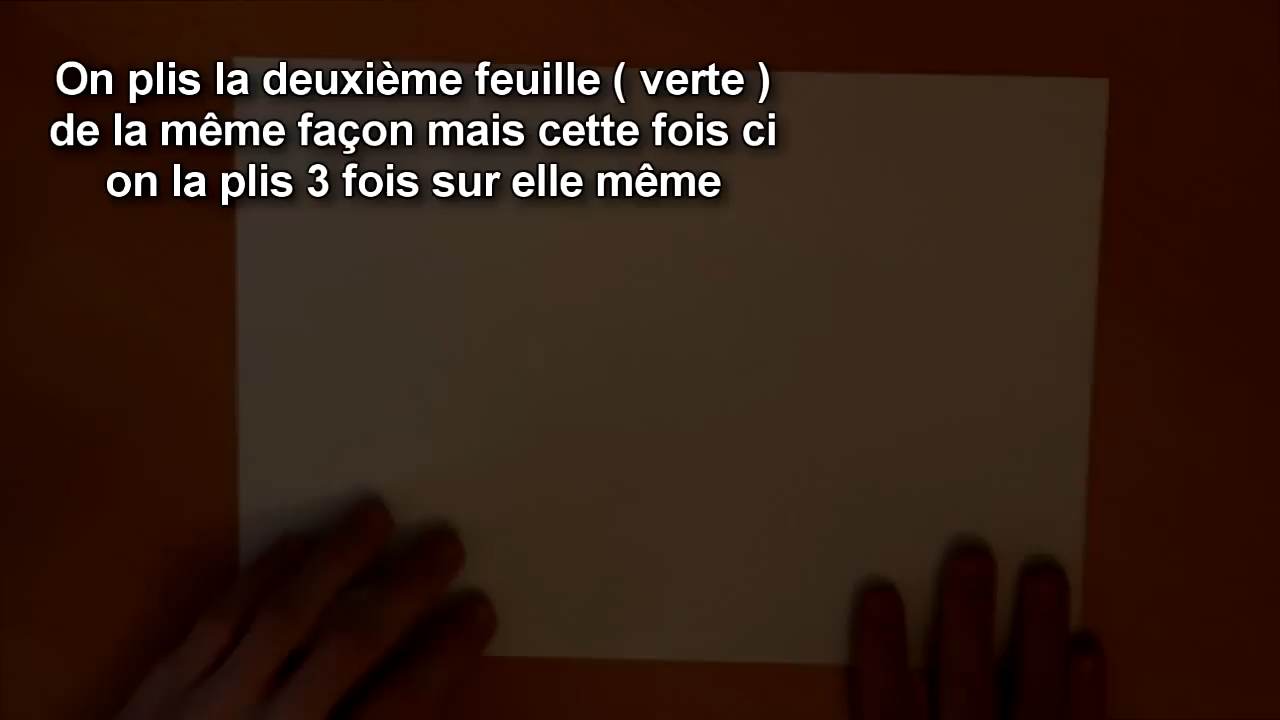 On plis la deuxième feuille ( verte )
de la même façon mais cette fois ci
on la plis 3 fois sur elle même